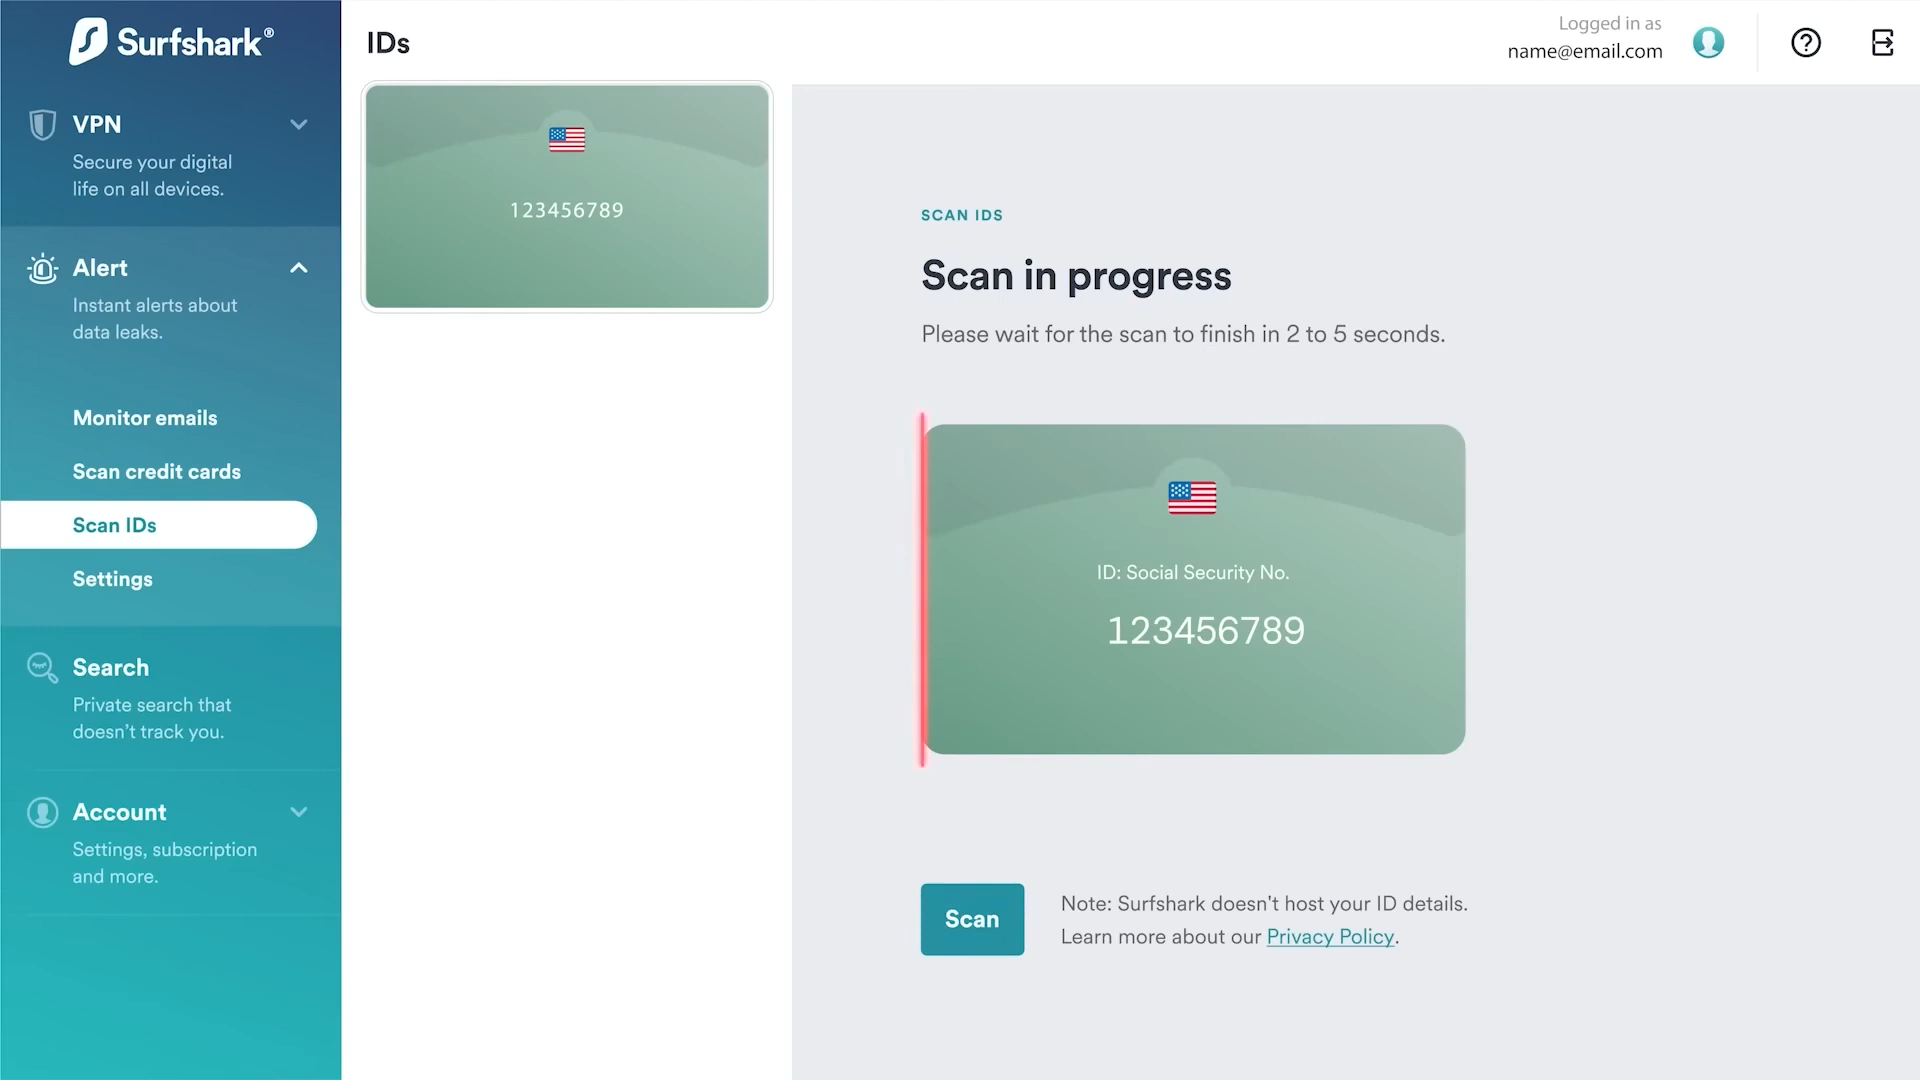 Surfshark®
VPN
Secure your digital
life on all devices.
Alert
Instant alerts about
data leaks.
Monitor emails
Scan credit cards
Scan IDs
Settings
Search
Private search that
doesn’t track you.
Account
Settings, subscription
and more.
IDs
123456789
Logged in as
name@email.com
SCAN IDS
Scan in progress
Please wait for the scan to finish in 2 to 5 seconds.
ID: Social Security No.
123456789
Scan
Note: Surfshark doesn't host your ID details.
Learn more about our Privacy Policy.